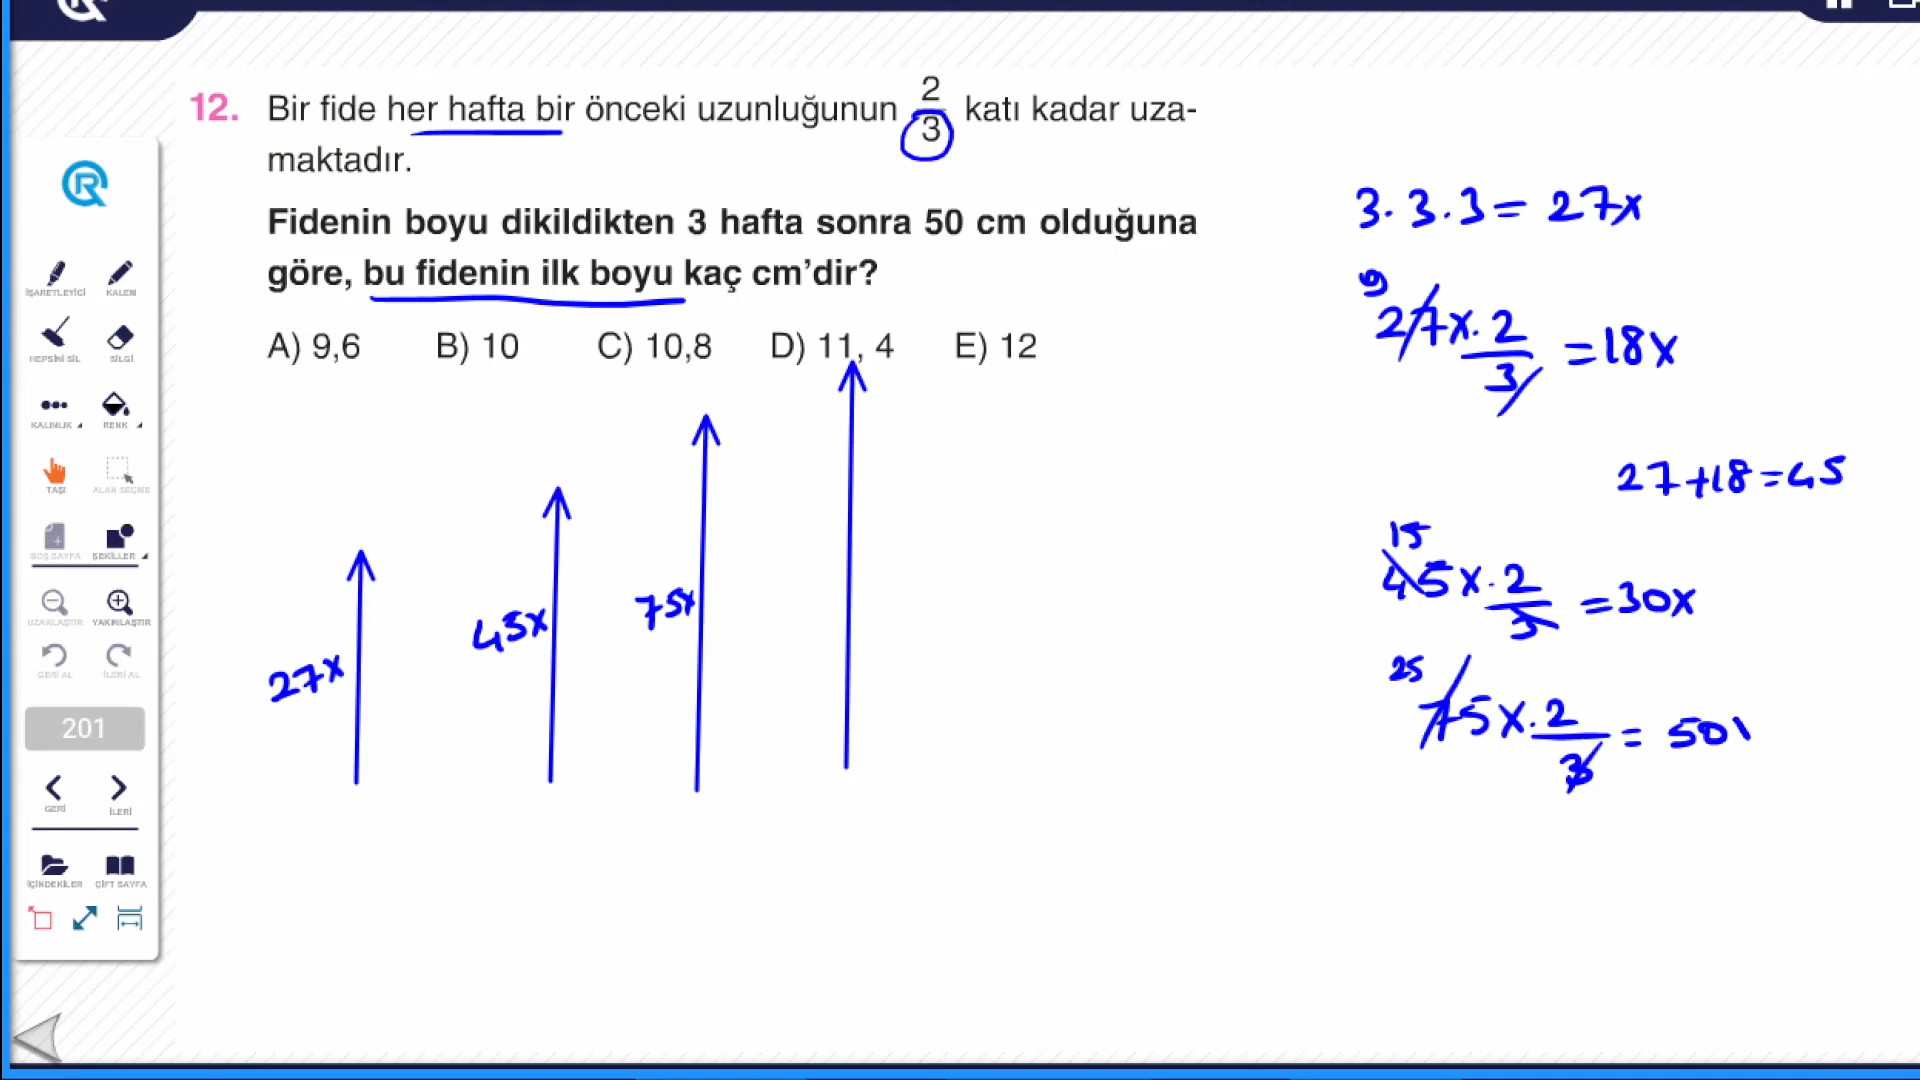 12. Bir fide her hafta bir önceki uzunluğunun 2/3 katı kadar uza-
maktadır.
Fidenin boyu dikildikten 3 hafta sonra 50 cm olduğuna
göre, bu fidenin ilk boyu kaç cm’dir?
A) 9,6 B) 10 C) 10,8 D) 11, 4 E) 12
3.3.3= 27x
9
27x.2/3 =18x
27+18=45
15
45x.2/3 =30x
25
75x.2/3 = 50
27x
45x
75x
İŞARETLEYİCİ KALEM
HEPSİNİ SİL SİLGİ
KALINLIK RENK
TAŞI ALAN SEÇME
BOŞ SAYFA ŞEKİLLER
UZAKLAŞTIR YAKINLAŞTIR
GERİ AL İLERİ AL
201
GERİ İLERİ
İÇİNDEKİLER ÇİFT SAYFA